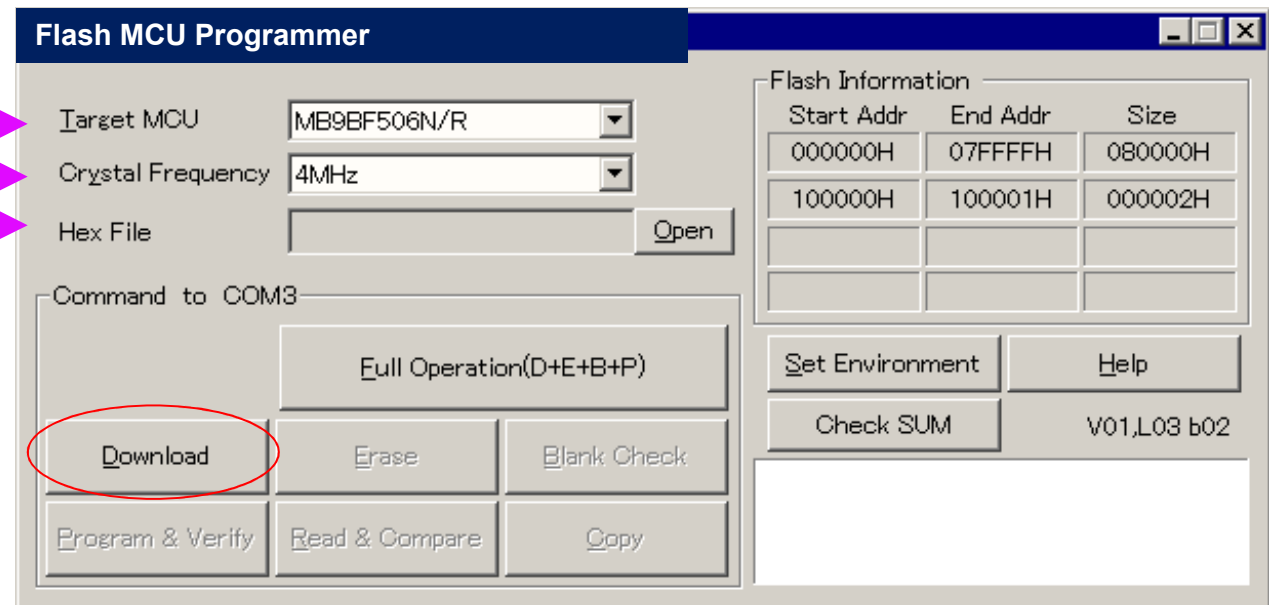 Flash MCU Programmer
Target MCU
MB9BF506N/R
Crystal Frequency
4MHz
Hex File
Open
Command to COM3
Full Operation(D+E+B+P)
Download
Erase
Blank Check
Program & Verify
Read & Compare
Copy
Flash Information
Start Addr End Addr Size
000000H 07FFFFH 080000H
100000H 100001H 000002H
Set Environment
Help
Check SUM
V01,L03 b02